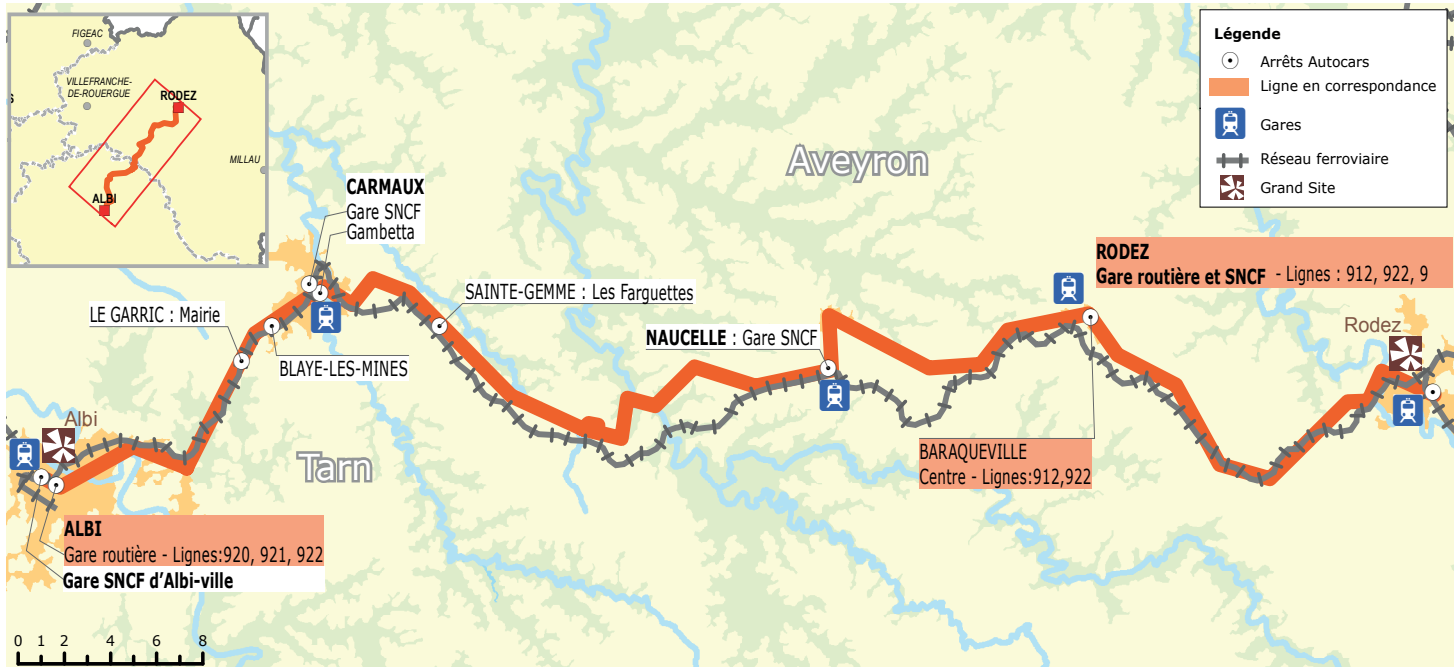 FIGEAC
VILLEFRANCHE-
DE-ROUERGUE
RODEZ
MILLAU
ALBI
Légende
Arrêts Autocars
Ligne en correspondance
Gares
Réseau ferroviaire
Grand Site
Aveyron
CARMAUX
Gare SNCF
Gambetta
RODEZ
Gare routière et SNCF - Lignes : 912, 922, 9
SAINTE-GEMME : Les Farguettes
LE GARRIC : Mairie
NAUCELLE : Gare SNCF
Rodez
BLAYE-LES-MINES
Albi
Tarn
BARAQUEVILLE
Centre - Lignes:912,922
ALBI
Gare routière - Lignes:920, 921, 922
Gare SNCF d'Albi-ville
0 1 2 4 6 8